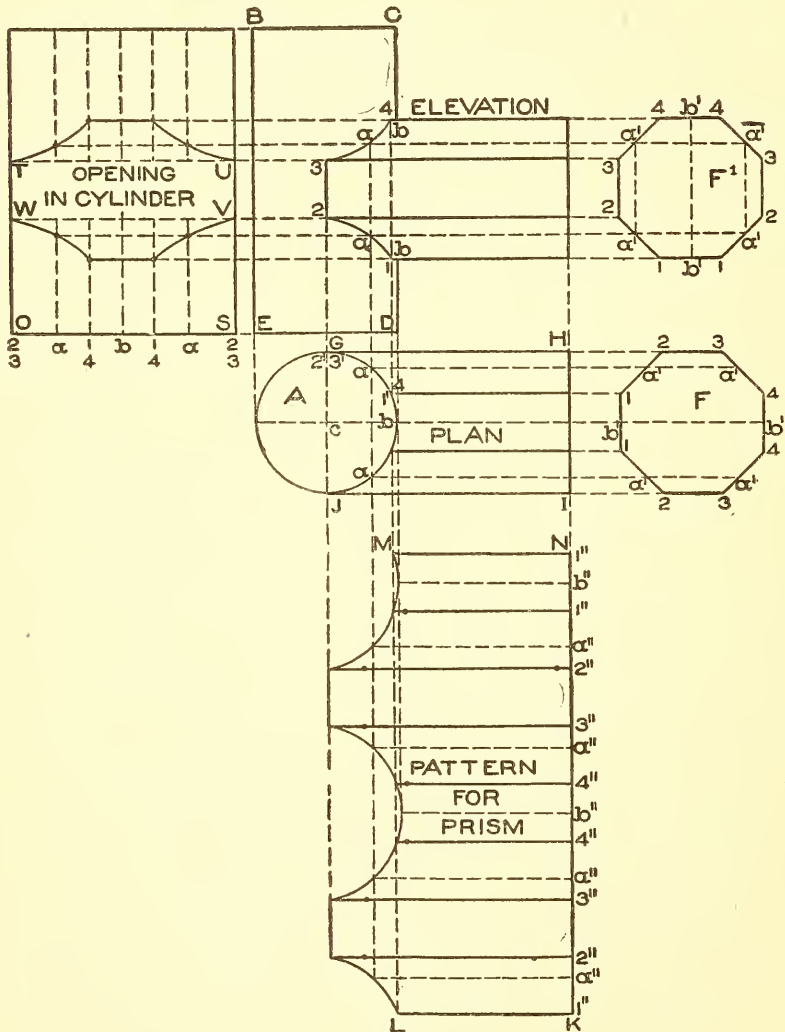 B C
4 ELEVATION 4 b' 4
a b a' a'
T OPENING U 3 3 F¹ 3
IN CYLINDER
W V 2 2 2
a b a' a'
1 1 b' 1
O S E D
2 a 4 b 4 a 2 G H 2 3
3 3 2 3
a a' a'
A 4 F 4
1' 1
c b PLAN b' b'
1 4
a a' a'
J I 2 3
M N 1"
b"
1"
a"
2"
3"
a"
PATTERN
4"
FOR
b"
PRISM
4"
a"
3"
2"
a"
1"
L K